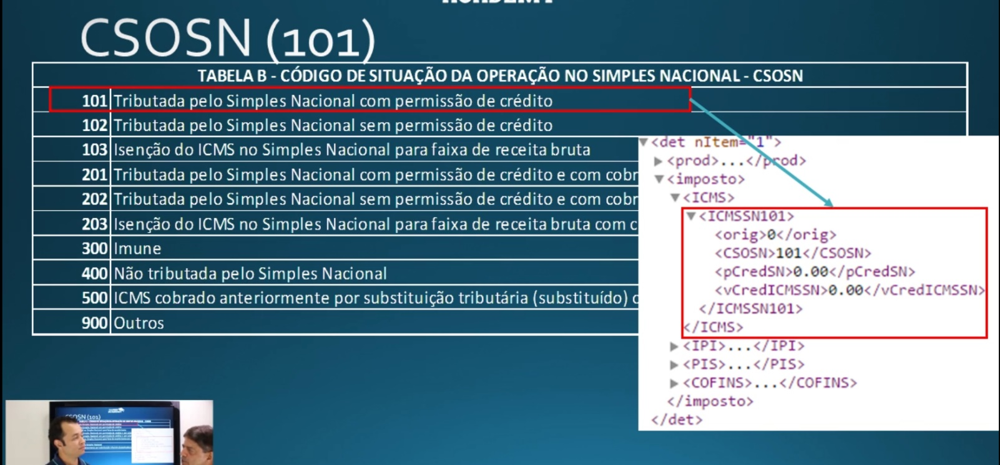 CSOSN (101)
TABELA B - CÓDIGO DE SITUAÇÃO DA OPERAÇÃO NO SIMPLES NACIONAL - CSOSN
101 Tributada pelo Simples Nacional com permissão de crédito
102 Tributada pelo Simples Nacional sem permissão de crédito
103 Isenção do ICMS no Simples Nacional para faixa de receita bruta
201 Tributada pelo Simples Nacional com permissão de crédito e com cobr
202 Tributada pelo Simples Nacional sem permissão de crédito e com cobr
203 Isenção do ICMS no Simples Nacional para faixa de receita bruta com c
300 Imune
400 Não tributada pelo Simples Nacional
500 ICMS cobrado anteriormente por substituição tributária (substituído) o
900 Outros
<det nItem="1">
<prod>...</prod>
<imposto>
<ICMS>
<ICMSSN101>
<orig>0</orig>
<CSOSN>101</CSOSN>
<pCredSN>0.00</pCredSN>
<vCredICMSSN>0.00</vCredICMSSN>
</ICMSSN101>
</ICMS>
<IPI>...</IPI>
<PIS>...</PIS>
<COFINS>...</COFINS>
</imposto>
</det>
CSOSN (101)